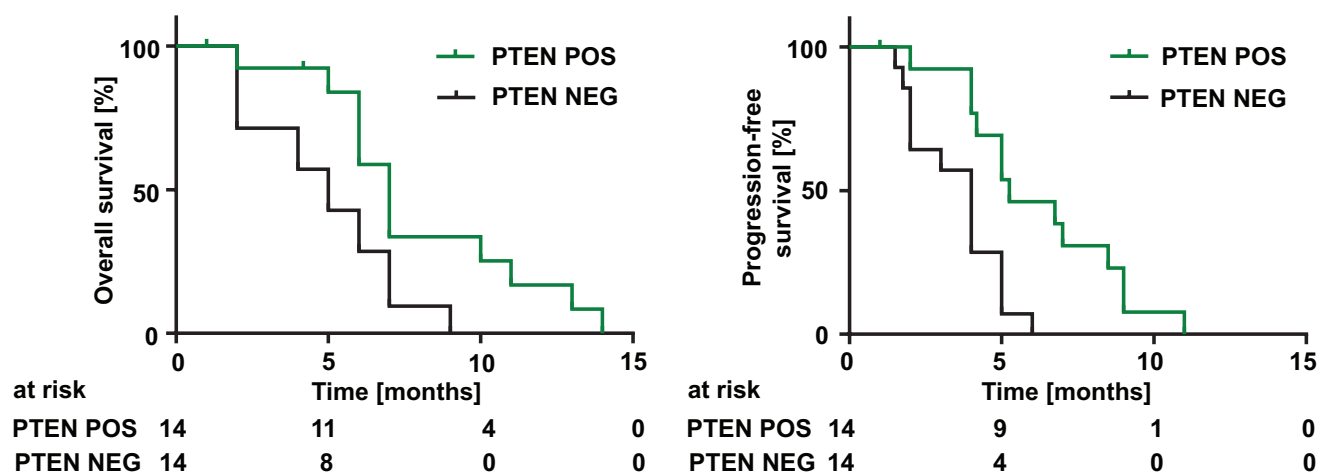 100
50
0
Overall survival [%]
PTEN POS
PTEN NEG
0 5 10 15
Time [months]
at risk
PTEN POS 14 11 4 0
PTEN NEG 14 8 0 0
100
50
0
Progression-free
survival [%]
PTEN POS
PTEN NEG
0 5 10 15
Time [months]
at risk
PTEN POS 14 9 1 0
PTEN NEG 14 4 0 0